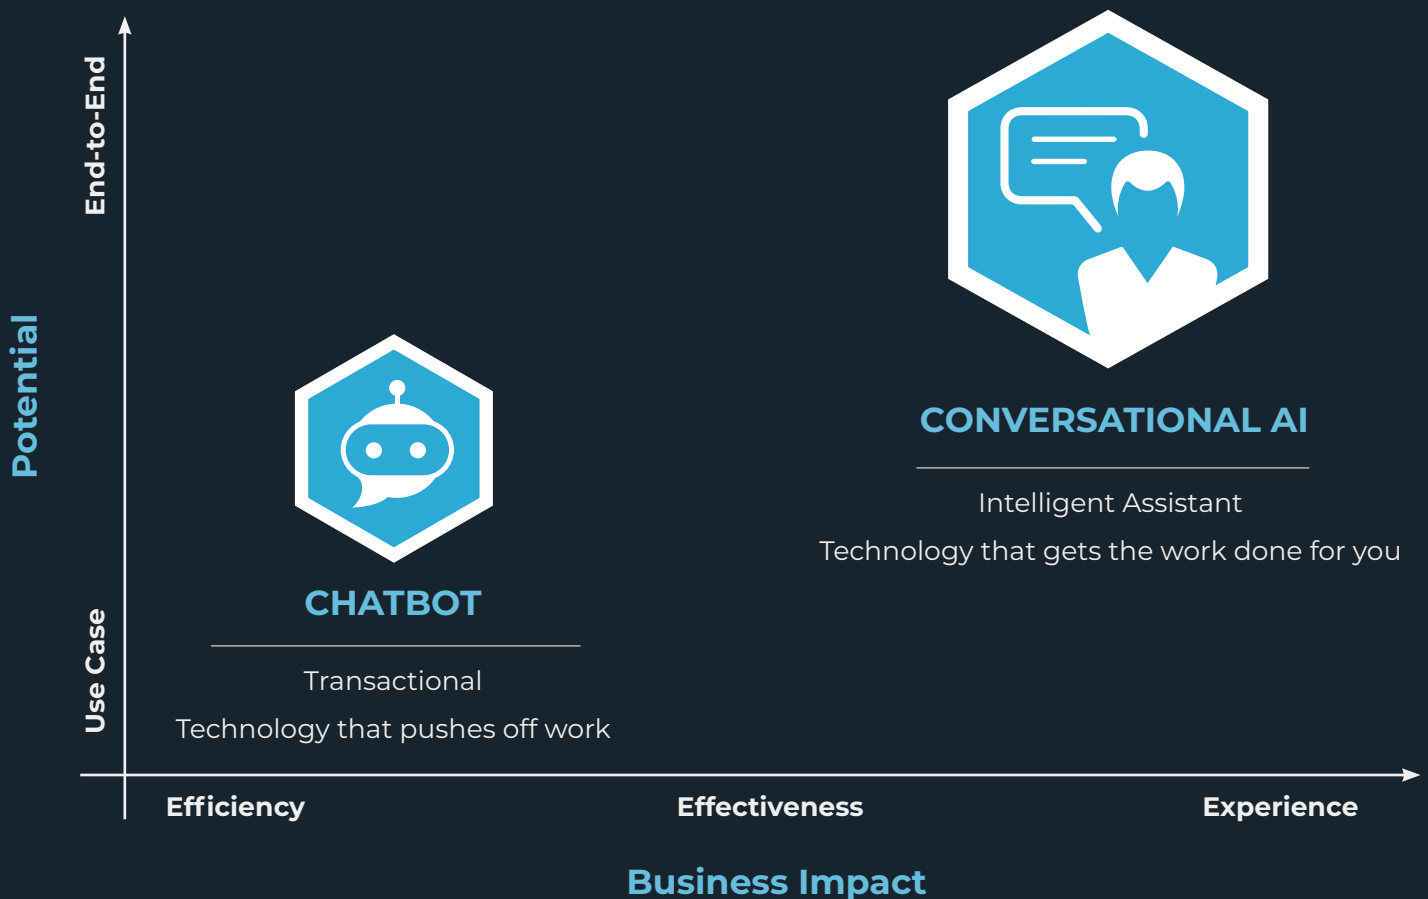 End-to-End
Potential
Use Case
CHATBOT
Transactional
Technology that pushes off work
CONVERSATIONAL AI
Intelligent Assistant
Technology that gets the work done for you
Efficiency
Effectiveness
Experience
Business Impact